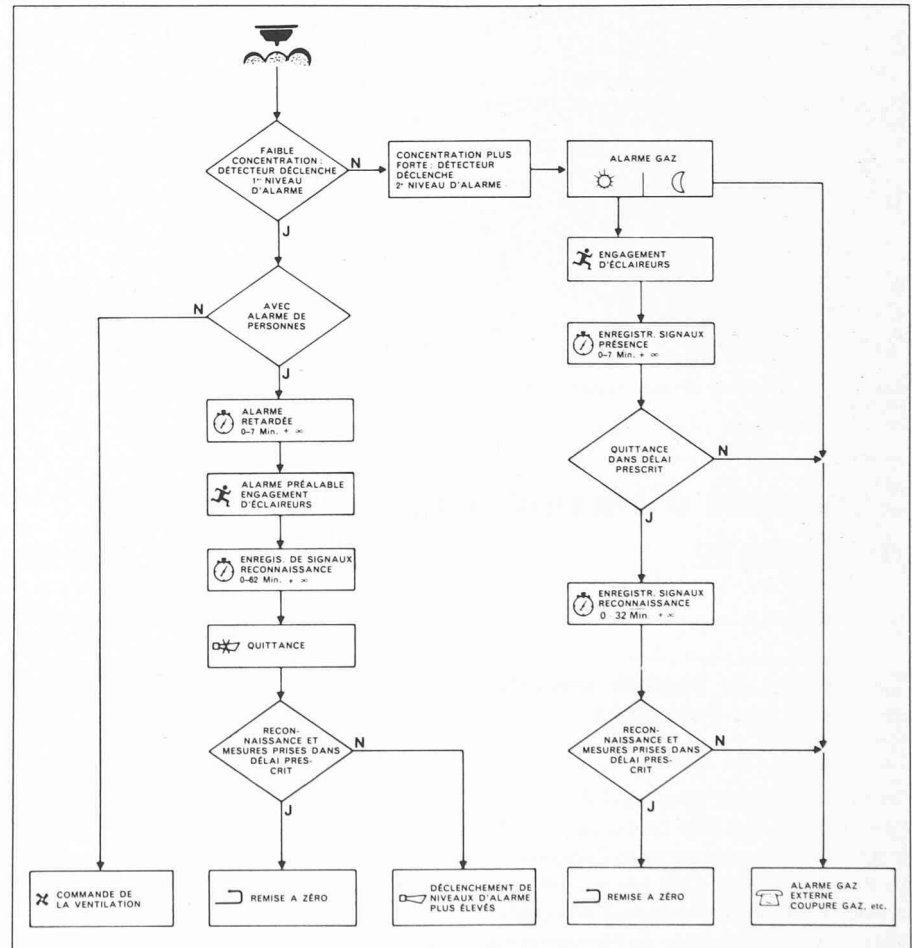 FAIBLE
CONCENTRATION :
DÉTECTEUR DÉCLENCHE
1er NIVEAU
D'ALARME
N
J
CONCENTRATION PLUS
FORTE : DÉTECTEUR
DÉCLENCHE
2e NIVEAU D'ALARME
ALARME GAZ
ENGAGEMENT
D'ÉCLAIREURS
AVEC
ALARME DE
PERSONNES
N
J
ENREGISTR. SIGNAUX
PRÉSENCE
0–7 Min. + ∞
ALARME
RETARDÉE
0–7 Min. + ∞
QUITTANCE
DANS DÉLAI
PRESCRIT
N
J
ALARME PRÉALABLE
ENGAGEMENT
D'ÉCLAIREURS
ENREGIS. DE SIGNAUX
RECONNAISSANCE
0–62 Min. + ∞
ENREGISTR. SIGNAUX
RECONNAISSANCE
0 – 32 Min. + ∞
QUITTANCE
RECON-
NAISSANCE ET
MESURES PRISES DANS
DÉLAI PRES-
CRIT
N
J
RECON-
NAISSANCE ET
MESURES PRISES DANS
DÉLAI PRES-
CRIT
N
J
COMMANDE DE
LA VENTILATION
REMISE A ZÉRO
DÉCLENCHEMENT DE
NIVEAUX D'ALARME
PLUS ÉLEVÉS
REMISE A ZÉRO
ALARME GAZ
EXTERNE
COUPURE GAZ, etc.